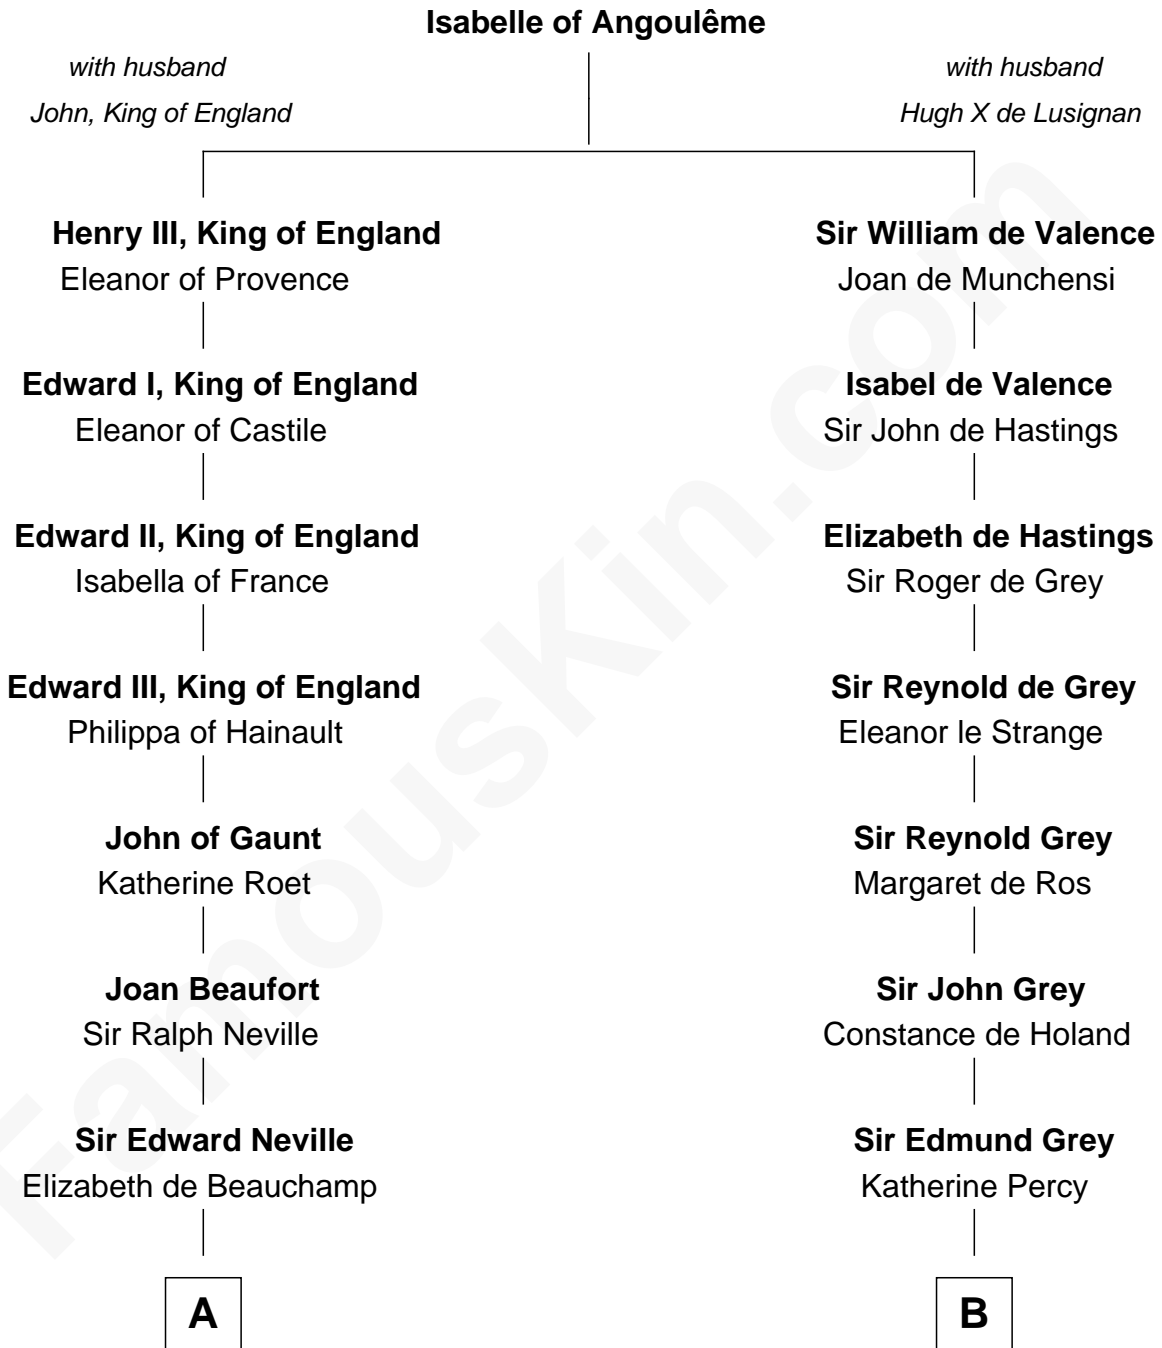 Isabelle of Angoulême
with husband
John, King of England
with husband
Hugh X de Lusignan
Henry III, King of England
Eleanor of Provence
Sir William de Valence
Joan de Munchensi
Edward I, King of England
Eleanor of Castile
Isabel de Valence
Sir John de Hastings
Edward II, King of England
Isabella of France
Elizabeth de Hastings
Sir Roger de Grey
Edward III, King of England
Philippa of Hainault
Sir Reynold de Grey
Eleanor le Strange
John of Gaunt
Katherine Roet
Sir Reynold Grey
Margaret de Ros
Joan Beaufort
Sir Ralph Neville
Sir John Grey
Constance de Holand
Sir Edward Neville
Elizabeth de Beauchamp
Sir Edmund Grey
Katherine Percy
A
B
FamousKin.com